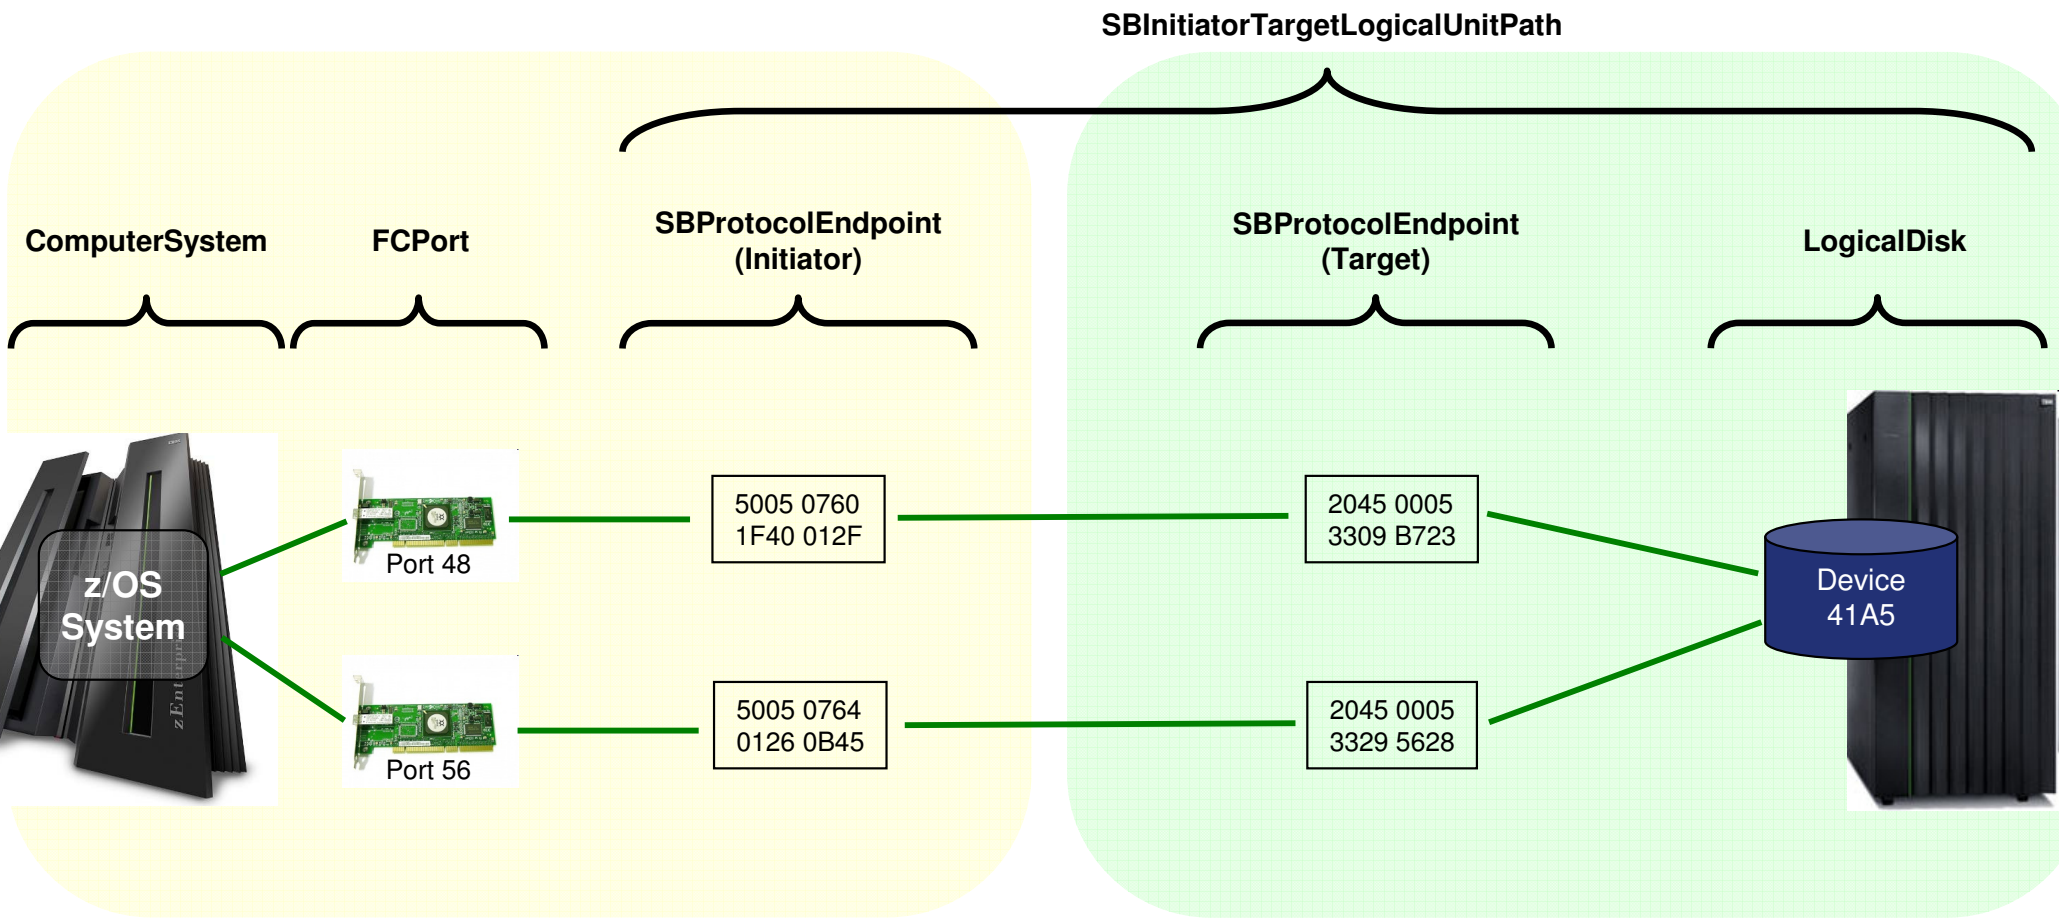 SBInitiatorTargetLogicalUnitPath
ComputerSystem
FCPort
SBProtocolEndpoint
(Initiator)
SBProtocolEndpoint
(Target)
LogicalDisk
z/OS
System
zEnterpri
Port 48
5005 0760
1F40 012F
2045 0005
3309 B723
Device
41A5
Port 56
5005 0764
0126 0B45
2045 0005
3329 5628